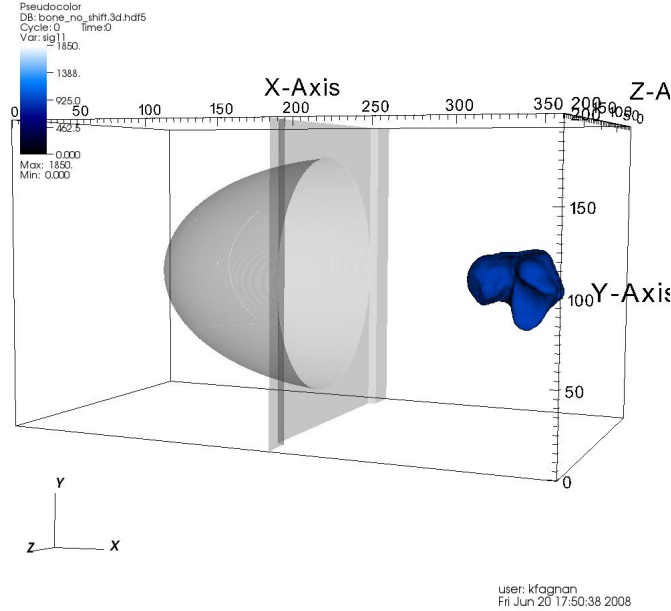 Pseudocolor
DB: bone_no_shift.3d.hdf5
Cycle: 0 Time:0
Var: sig11
1850.
1388.
925.0
462.5
0.000
Max: 1850.
Min: 0.000
X-Axis
Z-A
0 50 100 150 200 250 300 350
200
150
100
Y-Axis
50
0
Y
Z X
user: kfagnan
Fri Jun 20 17:50:38 2008